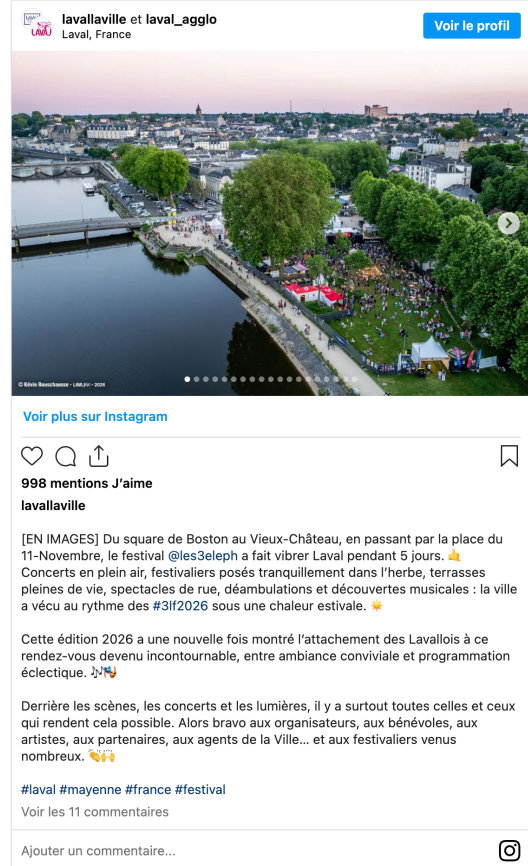 lavallaville et laval_agglo
Laval, France
Voir le profil
LAVAL
© Kévin Rouschausse - LAVAL - 2026
Voir plus sur Instagram
998 mentions J’aime
lavallaville
[EN IMAGES] Du square de Boston au Vieux-Château, en passant par la place du
11-Novembre, le festival @les3eleph a fait vibrer Laval pendant 5 jours. 🤙
Concerts en plein air, festivaliers posés tranquillement dans l’herbe, terrasses
pleines de vie, spectacles de rue, déambulations et découvertes musicales : la ville
a vécu au rythme des #3lf2026 sous une chaleur estivale. ☀️
Cette édition 2026 a une nouvelle fois montré l’attachement des Lavallois à ce
rendez-vous devenu incontournable, entre ambiance conviviale et programmation
éclectique. 🎶🎭
Derrière les scènes, les concerts et les lumières, il y a surtout toutes celles et ceux
qui rendent cela possible. Alors bravo aux organisateurs, aux bénévoles, aux
artistes, aux partenaires, aux agents de la Ville… et aux festivaliers venus
nombreux. 👏🙌
#laval #mayenne #france #festival
Voir les 11 commentaires
Ajouter un commentaire...